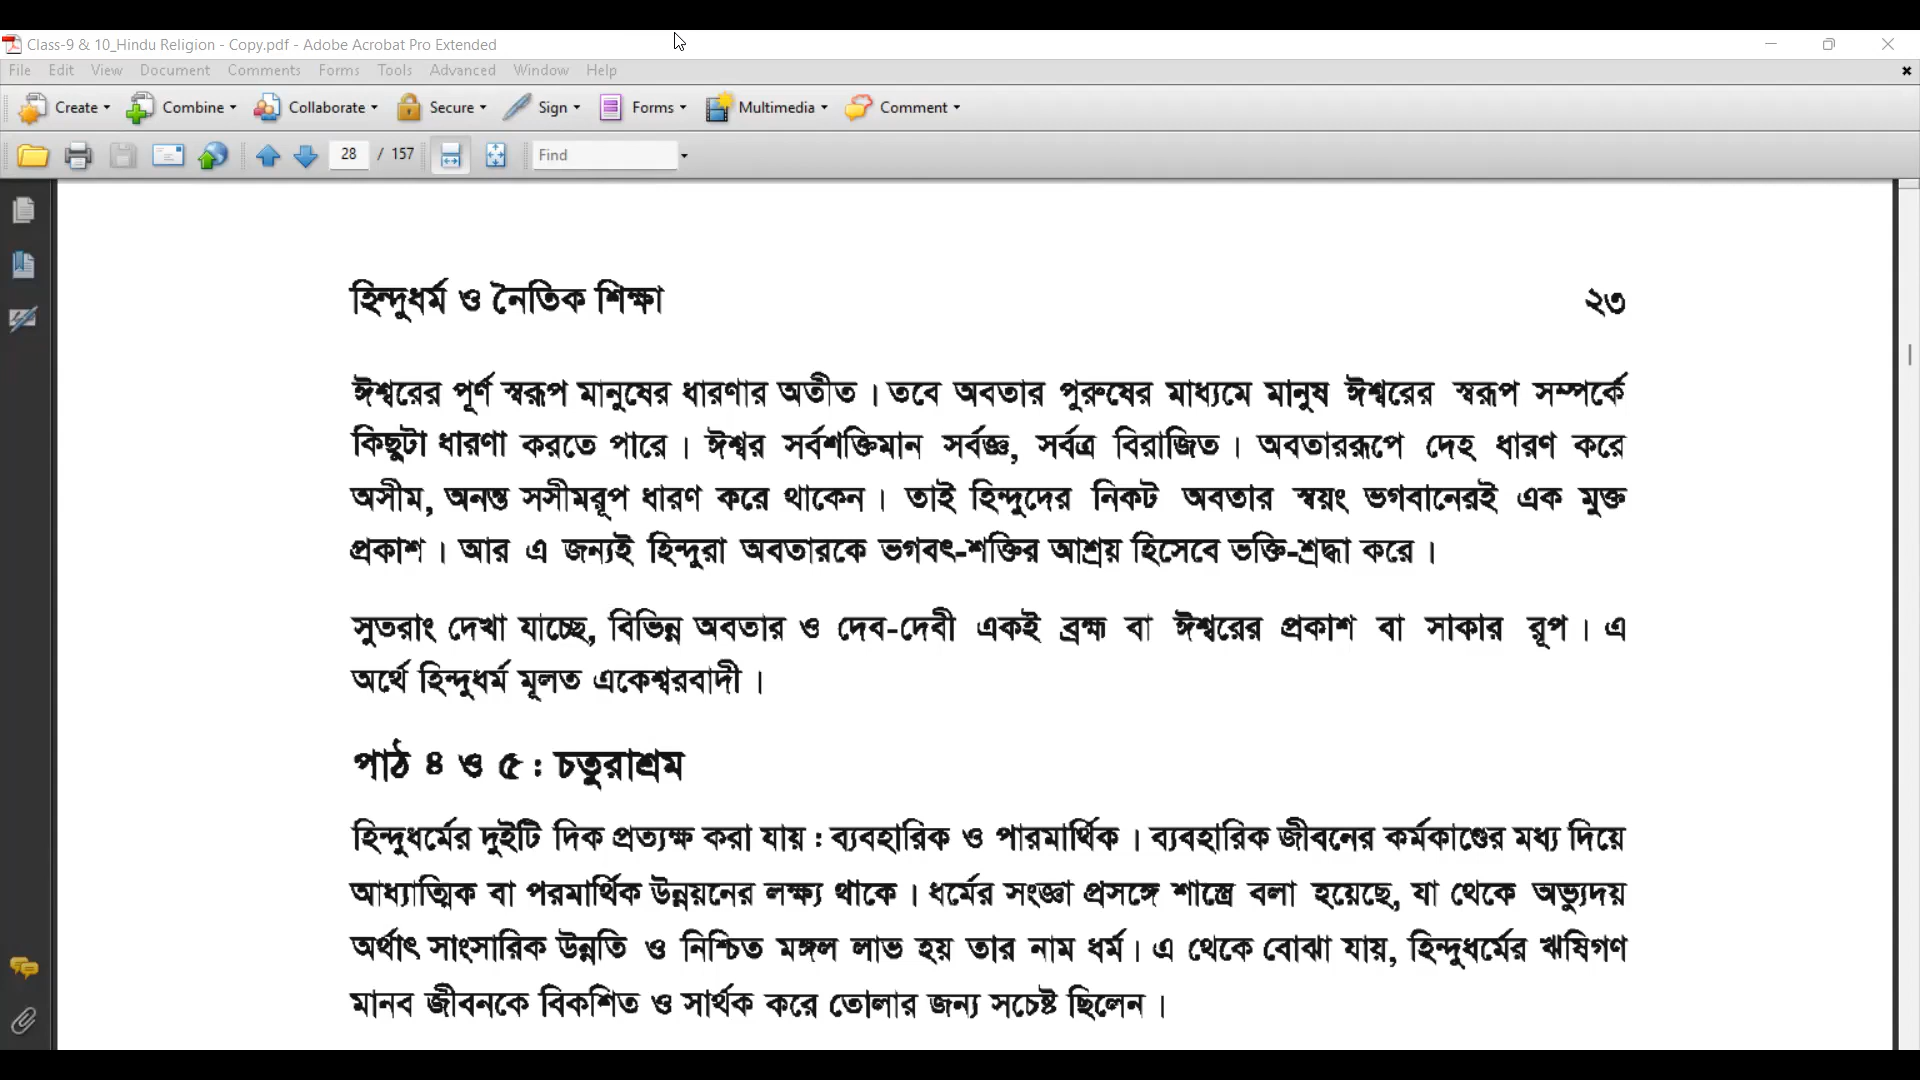 Class-9 & 10_Hindu Religion - Copy.pdf - Adobe Acrobat Pro Extended
File Edit View Document Comments Forms Tools Advanced Window Help
Create Combine Collaborate Secure Sign Forms Multimedia Comment
28 / 157 Find
হিন্দুধর্ম ও নৈতিক শিক্ষা ২৩
ঈশ্বরের পূর্ণ স্বরূপ মানুষের ধারণার অতীত। তবে অবতার পুরুষের মাধ্যমে মানুষ ঈশ্বরের স্বরূপ সম্পর্কে
কিছুটা ধারণা করতে পারে। ঈশ্বর সর্বশক্তিমান সর্বজ্ঞ, সর্বত্র বিরাজিত। অবতাররূপে দেহ ধারণ করে
অসীম, অনন্ত সসীমরূপ ধারণ করে থাকেন। তাই হিন্দুদের নিকট অবতার স্বয়ং ভগবানেরই এক মুক্ত
প্রকাশ। আর এ জন্যই হিন্দুরা অবতারকে ভগবৎ-শক্তির আশ্রয় হিসেবে ভক্তি-শ্রদ্ধা করে।
সুতরাং দেখা যাচ্ছে, বিভিন্ন অবতার ও দেব-দেবী একই ব্রহ্ম বা ঈশ্বরের প্রকাশ বা সাকার রূপ। এ
অর্থে হিন্দুধর্ম মূলত একেশ্বরবাদী।
পাঠ ৪ ও ৫ : চতুরাশ্রম
হিন্দুধর্মের দুইটি দিক প্রত্যক্ষ করা যায় : ব্যবহারিক ও পারমার্থিক। ব্যবহারিক জীবনের কর্মকাণ্ডের মধ্য দিয়ে
আধ্যাত্মিক বা পরমার্থিক উন্নয়নের লক্ষ্য থাকে। ধর্মের সংজ্ঞা প্রসঙ্গে শাস্ত্রে বলা হয়েছে, যা থেকে অভ্যুদয়
অর্থাৎ সাংসারিক উন্নতি ও নিশ্চিত মঙ্গল লাভ হয় তার নাম ধর্ম। এ থেকে বোঝা যায়, হিন্দুধর্মের ঋষিগণ
মানব জীবনকে বিকশিত ও সার্থক করে তোলার জন্য সচেষ্ট ছিলেন।